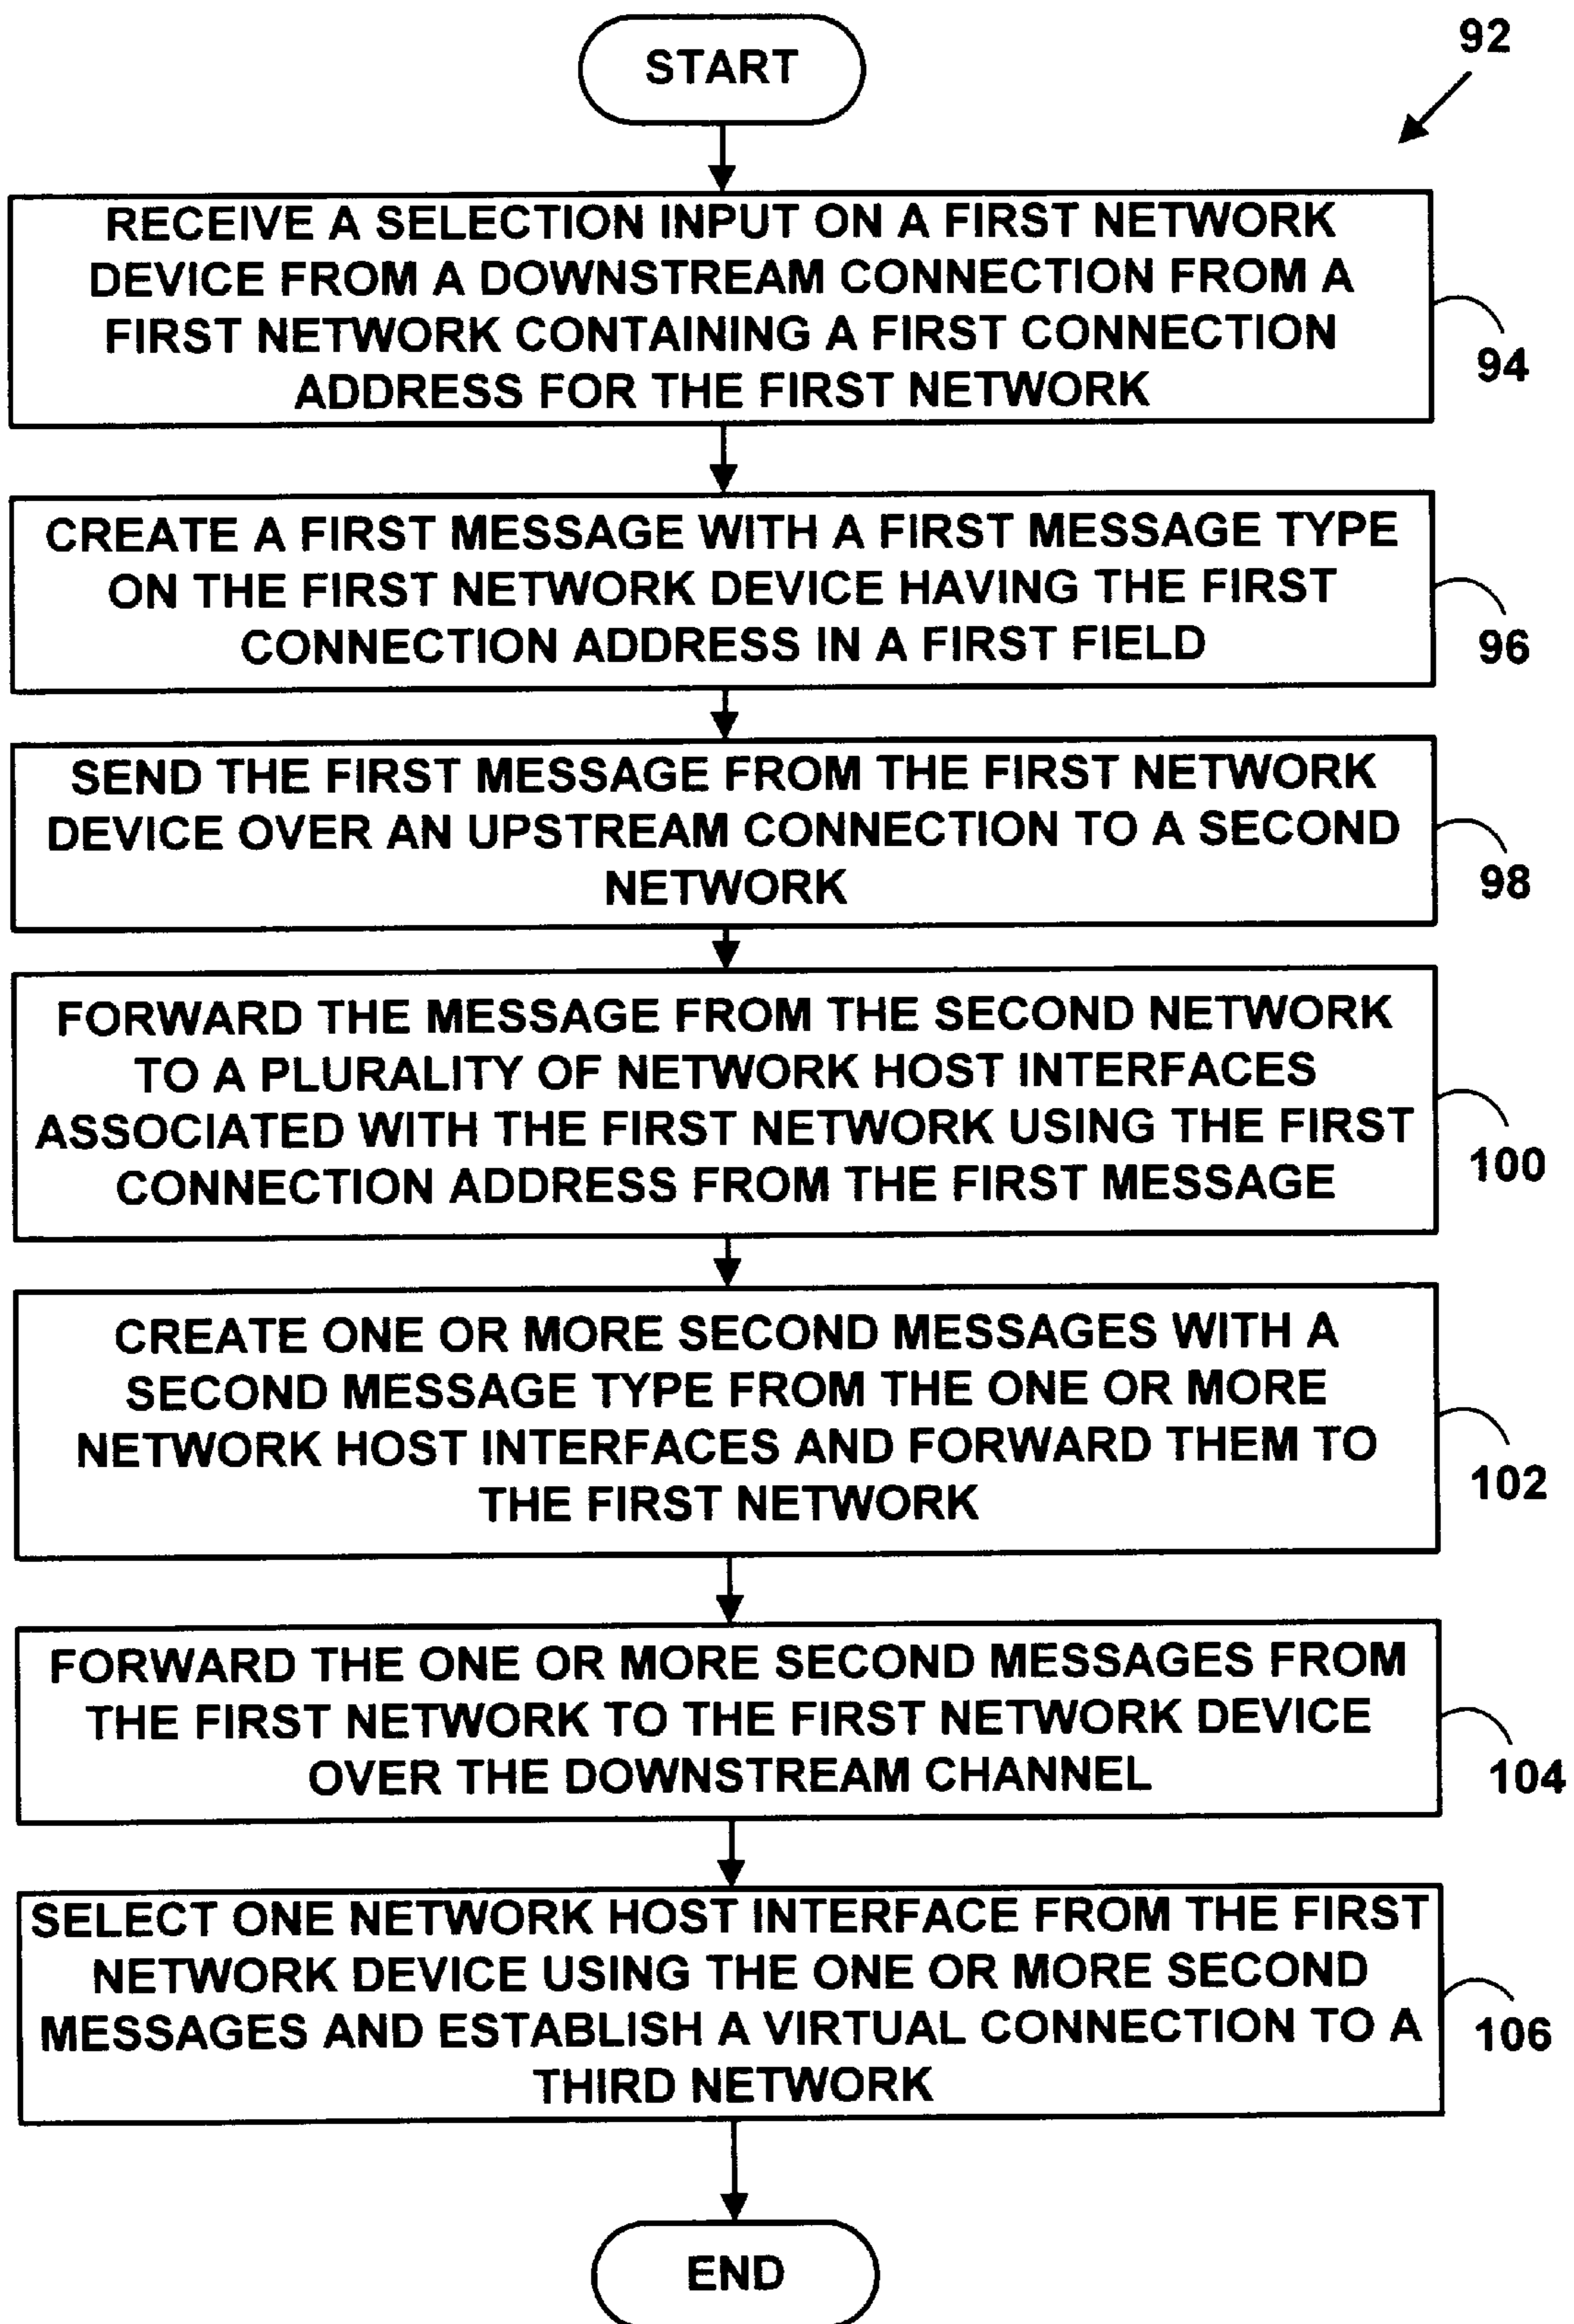 92
START
RECEIVE A SELECTION INPUT ON A FIRST NETWORK
DEVICE FROM A DOWNSTREAM CONNECTION FROM A
FIRST NETWORK CONTAINING A FIRST CONNECTION
ADDRESS FOR THE FIRST NETWORK
94
CREATE A FIRST MESSAGE WITH A FIRST MESSAGE TYPE
ON THE FIRST NETWORK DEVICE HAVING THE FIRST
CONNECTION ADDRESS IN A FIRST FIELD
96
SEND THE FIRST MESSAGE FROM THE FIRST NETWORK
DEVICE OVER AN UPSTREAM CONNECTION TO A SECOND
NETWORK
98
FORWARD THE MESSAGE FROM THE SECOND NETWORK
TO A PLURALITY OF NETWORK HOST INTERFACES
ASSOCIATED WITH THE FIRST NETWORK USING THE FIRST
CONNECTION ADDRESS FROM THE FIRST MESSAGE
100
CREATE ONE OR MORE SECOND MESSAGES WITH A
SECOND MESSAGE TYPE FROM THE ONE OR MORE
NETWORK HOST INTERFACES AND FORWARD THEM TO
THE FIRST NETWORK
102
FORWARD THE ONE OR MORE SECOND MESSAGES FROM
THE FIRST NETWORK TO THE FIRST NETWORK DEVICE
OVER THE DOWNSTREAM CHANNEL
104
SELECT ONE NETWORK HOST INTERFACE FROM THE FIRST
NETWORK DEVICE USING THE ONE OR MORE SECOND
MESSAGES AND ESTABLISH A VIRTUAL CONNECTION TO A
THIRD NETWORK
106
END